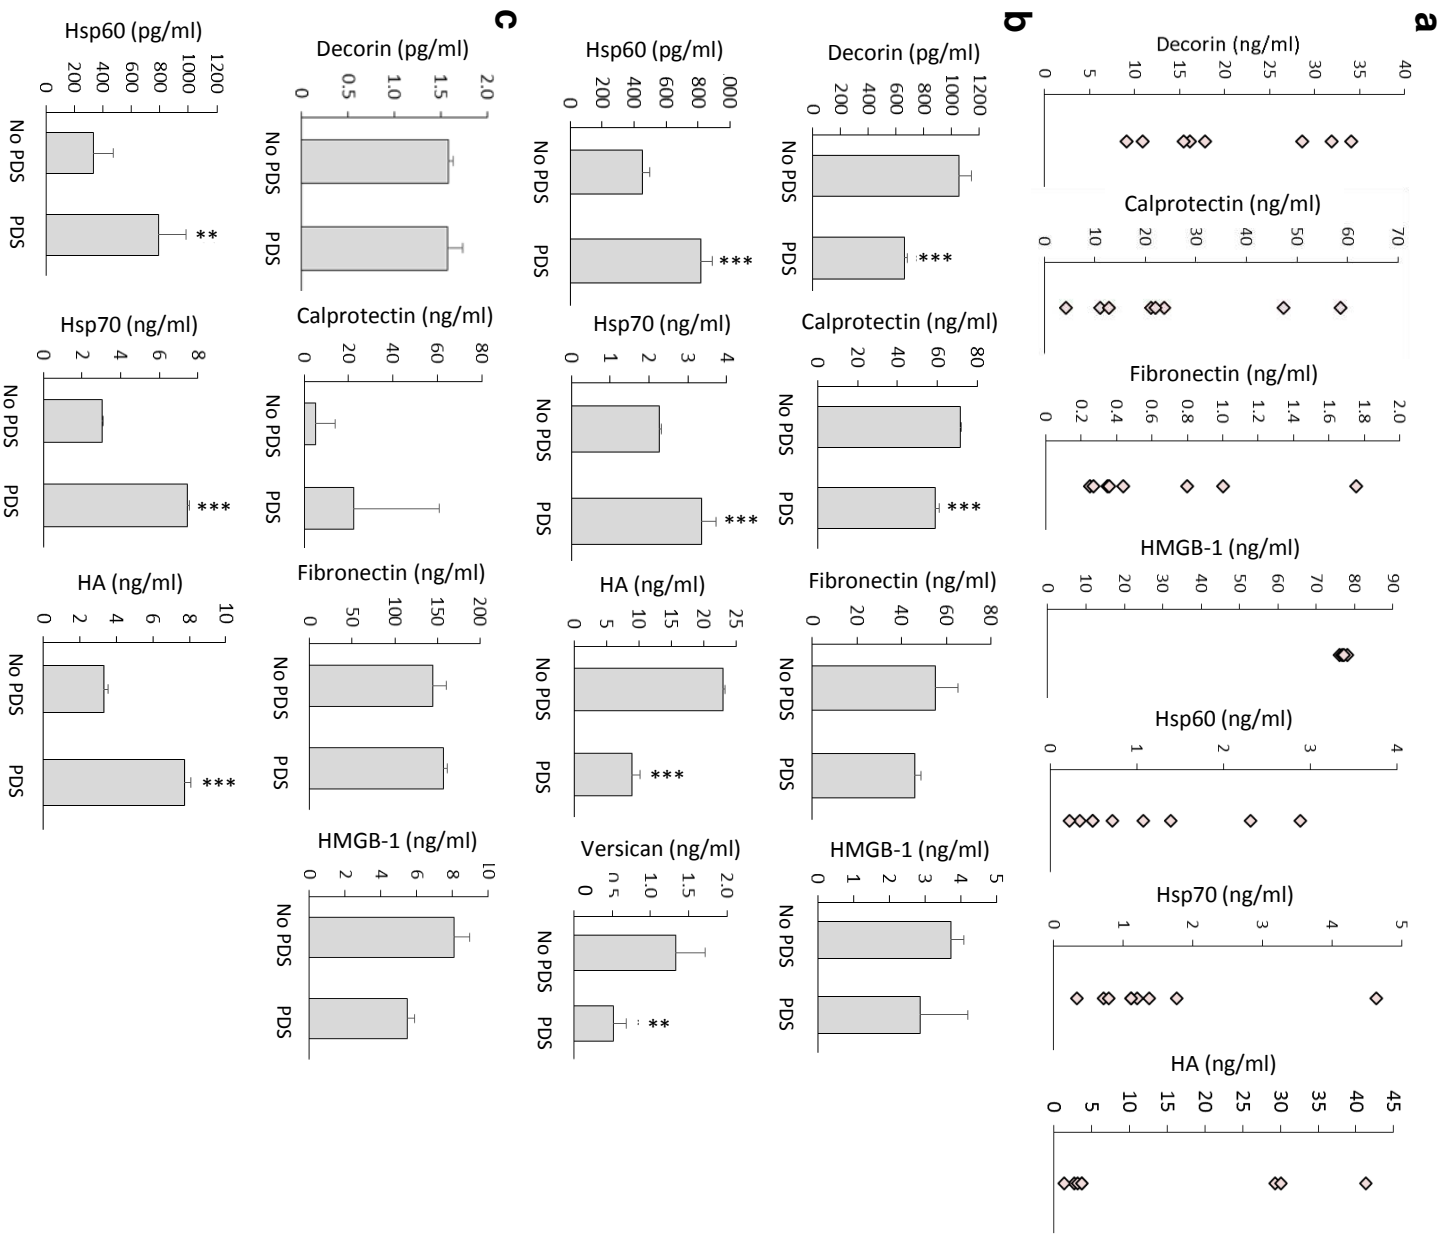 a
Decorin (ng/ml)
0 5 10 15 20 25 30 35 40
Calprotectin (ng/ml)
0 10 20 30 40 50 60 70
Fibronectin (ng/ml)
0 0.2 0.4 0.6 0.8 1.0 1.2 1.4 1.6 1.8 2.0
HMGB-1 (ng/ml)
0 10 20 30 40 50 60 70 80 90
Hsp60 (ng/ml)
0 1 2 3 4
Hsp70 (ng/ml)
0 1 2 3 4 5
HA (ng/ml)
0 5 10 15 20 25 30 35 40 45
b
Decorin (pg/ml)
0 200 400 600 800 1000 1200
No PDS
PDS
***
Calprotectin (ng/ml)
0 20 40 60 80
No PDS
PDS
***
Fibronectin (ng/ml)
0 20 40 60 80
No PDS
PDS
HMGB-1 (ng/ml)
0 1 2 3 4 5
No PDS
PDS
Hsp60 (pg/ml)
0 200 400 600 800 000
No PDS
PDS
***
Hsp70 (ng/ml)
0 1 2 3 4
No PDS
PDS
***
HA (ng/ml)
0 5 10 15 20 25
No PDS
PDS
***
Versican (ng/ml)
0 0.5 1.0 1.5 2.0
No PDS
PDS
**
c
Decorin (pg/ml)
0 0.5 1.0 1.5 2.0
No PDS
PDS
Calprotectin (ng/ml)
0 20 40 60 80
No PDS
PDS
Fibronectin (ng/ml)
0 50 100 150 200
No PDS
PDS
HMGB-1 (ng/ml)
0 2 4 6 8 10
No PDS
PDS
Hsp60 (pg/ml)
0 200 400 600 800 1000 1200
No PDS
PDS
**
Hsp70 (ng/ml)
0 2 4 6 8
No PDS
PDS
***
HA (ng/ml)
0 2 4 6 8 10
No PDS
PDS
***